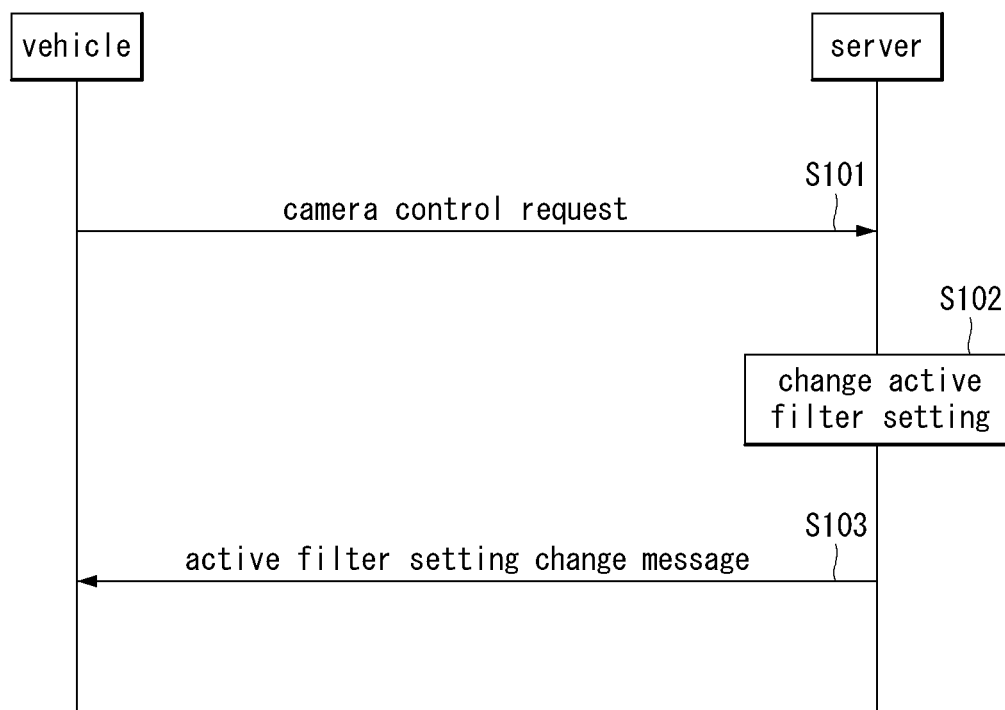 vehicle
server
S101
camera control request
S102
change active
filter setting
S103
active filter setting change message